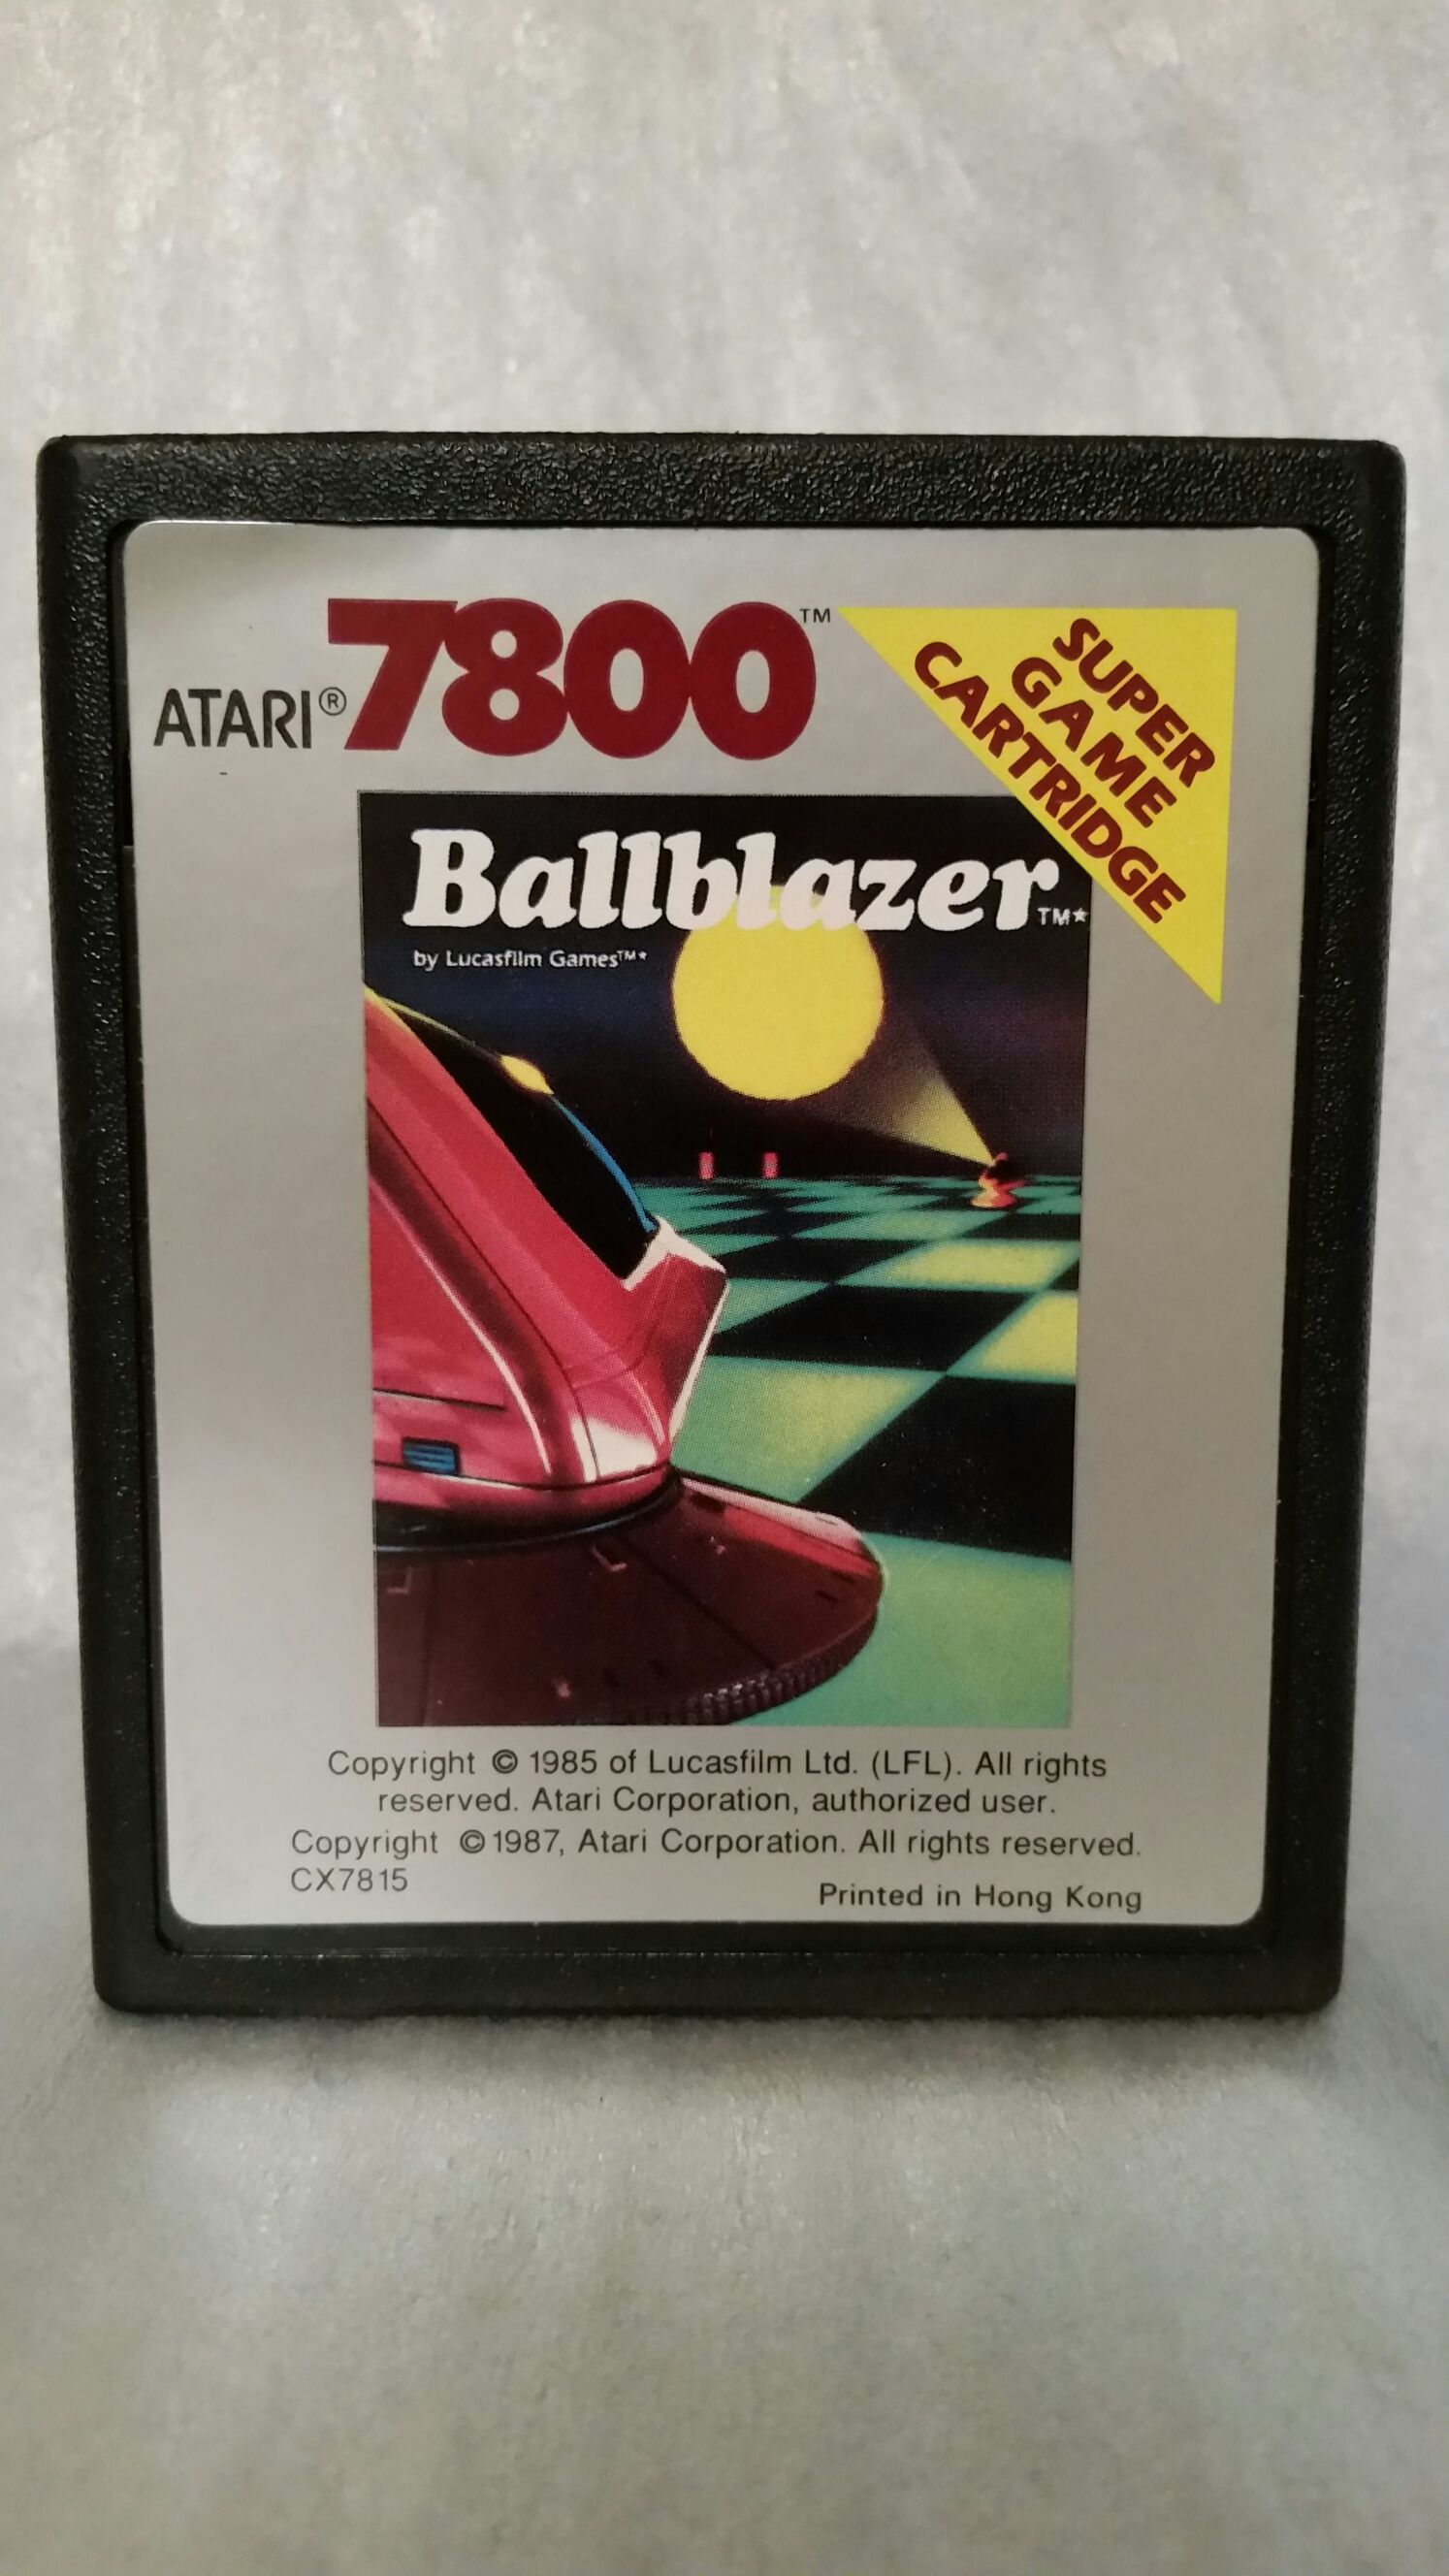 ATARI® 7800™
SUPER
GAME
CARTRIDGE
Ballblazer™*
by Lucasfilm Games™*
Copyright © 1985 of Lucasfilm Ltd. (LFL). All rights
reserved. Atari Corporation, authorized user.
Copyright ©1987, Atari Corporation. All rights reserved.
CX7815
Printed in Hong Kong